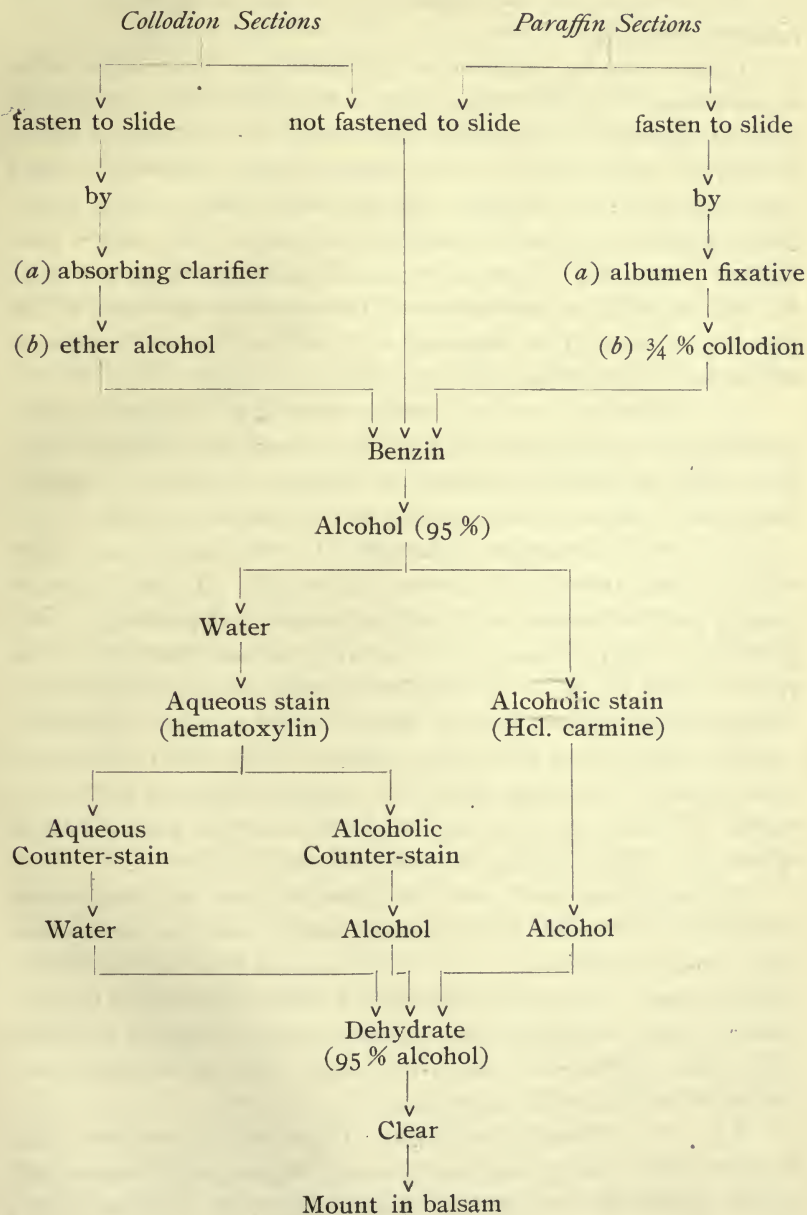 Collodion Sections Paraffin Sections
fasten to slide not fastened to slide fasten to slide
by by
(a) absorbing clarifier (a) albumen fixative
(b) ether alcohol (b) ¾ % collodion
Benzin
Alcohol (95 %)
Water
Aqueous stain Alcoholic stain
(hematoxylin) (Hcl. carmine)
Aqueous Alcoholic
Counter-stain Counter-stain
Water Alcohol Alcohol
Dehydrate
(95 % alcohol)
Clear
Mount in balsam